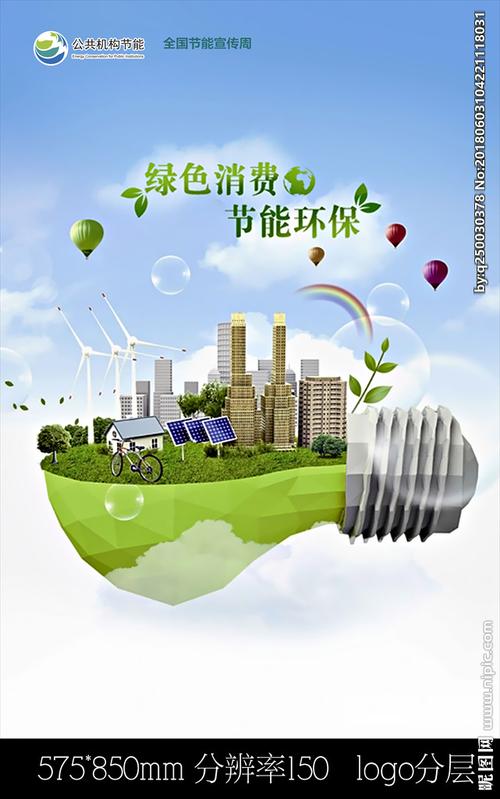 公共机构节能
Energy Conservation for Public Institutions
全国节能宣传周
绿色消费
节能环保
by:q250030378 No:20180603104221118031
昵图网 www.nipic.com
575*850mm 分辨率150 logo分层